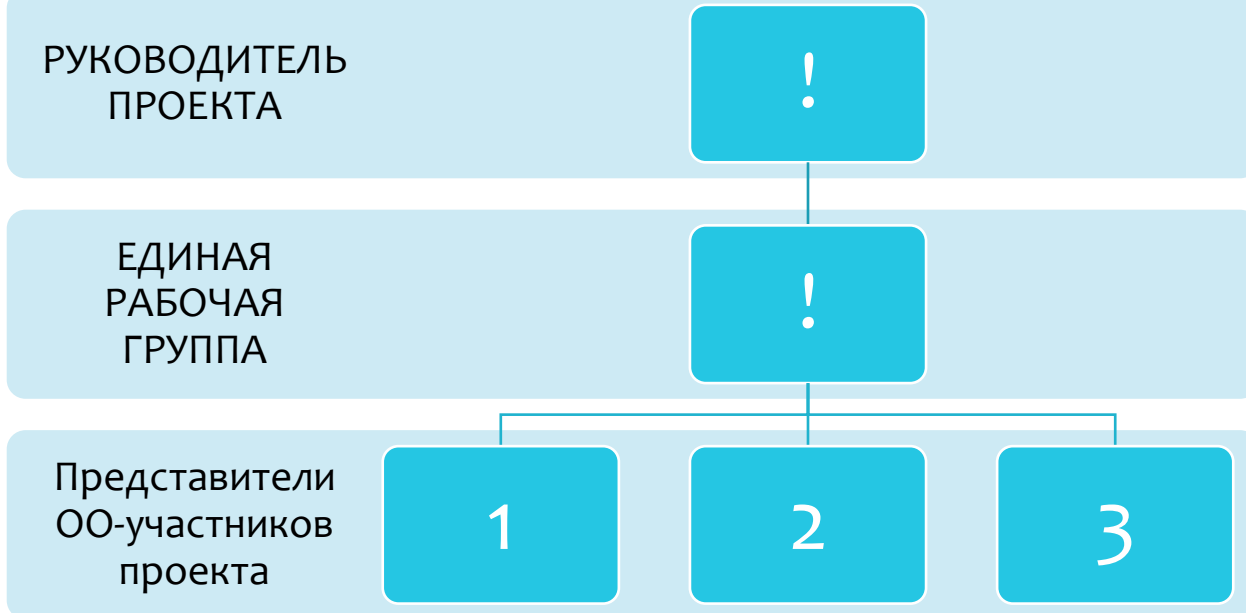 РУКОВОДИТЕЛЬ
ПРОЕКТА
!
ЕДИНАЯ
РАБОЧАЯ
ГРУППА
!
Представители
ОО-участников
проекта
1
2
3